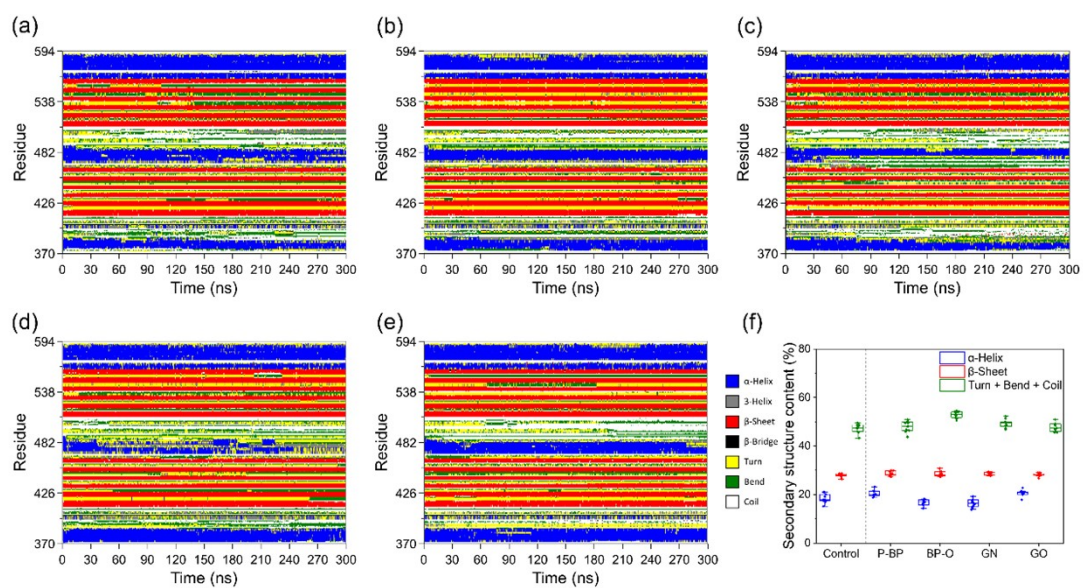 (a)
594
538
482
426
370
Residue
0 30 60 90 120 150 180 210 240 270 300
Time (ns)
(b)
594
538
482
426
370
Residue
0 30 60 90 120 150 180 210 240 270 300
Time (ns)
(c)
594
538
482
426
370
Residue
0 30 60 90 120 150 180 210 240 270 300
Time (ns)
(d)
594
538
482
426
370
Residue
0 30 60 90 120 150 180 210 240 270 300
Time (ns)
(e)
594
538
482
426
370
Residue
0 30 60 90 120 150 180 210 240 270 300
Time (ns)
α-Helix
3-Helix
β-Sheet
β-Bridge
Turn
Bend
Coil
(f)
80
60
40
20
0
Secondary structure content (%)
α-Helix
β-Sheet
Turn + Bend + Coil
Control P-BP BP-O GN GO